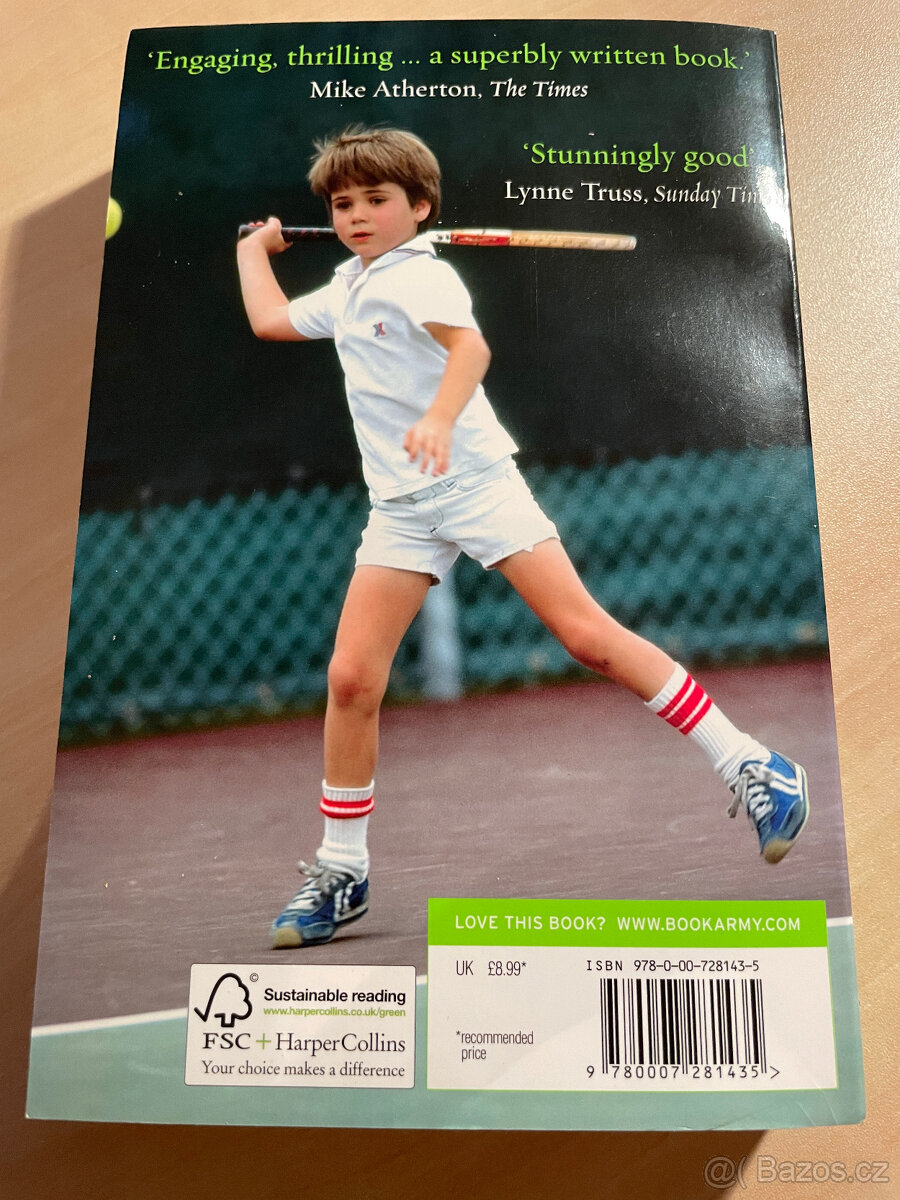 ‘Engaging, thrilling ... a superbly written book.’
Mike Atherton, The Times
‘Stunningly good’
Lynne Truss, Sunday
LOVE THIS BOOK? WWW.BOOKARMY.COM
UK £8.99*
ISBN 978-0-00-728143-5
*recommended
price
9 780007 281435 >
©
Sustainable reading
www.harpercollins.co.uk/green
FSC + HarperCollins
Your choice makes a difference
@( Bazos.cz